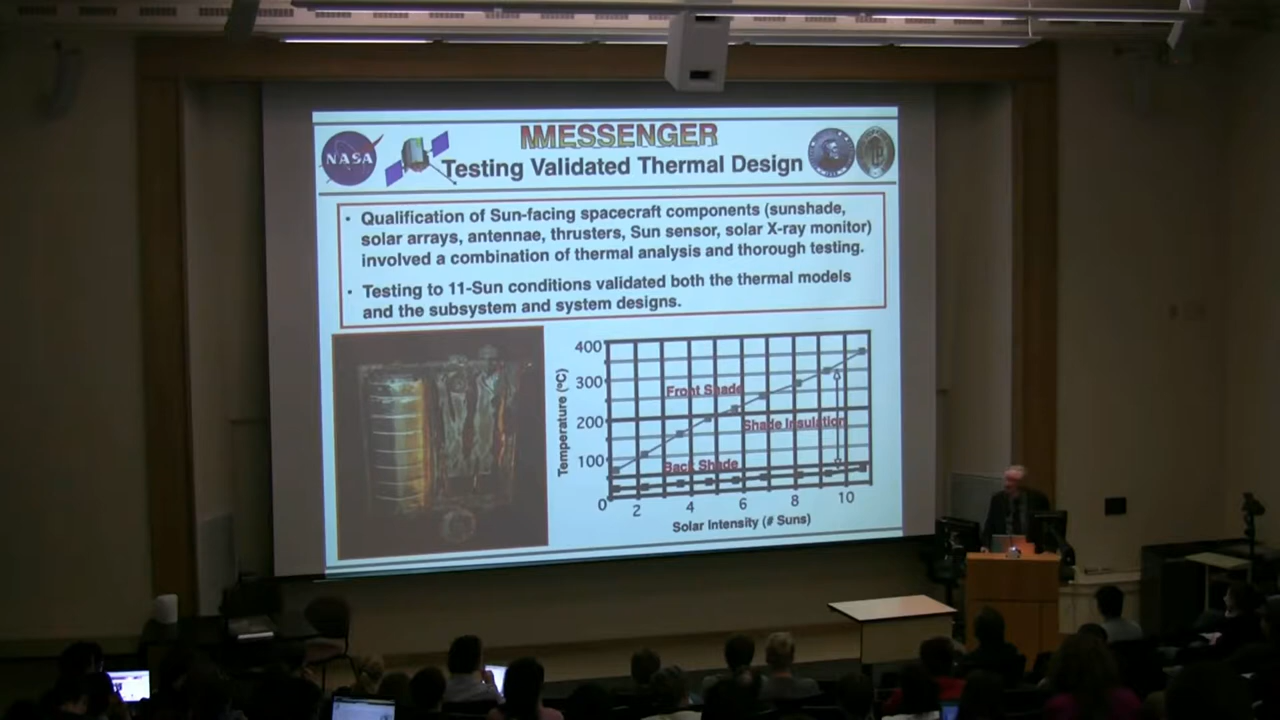 MESSENGER
NASA
Testing Validated Thermal Design
• Qualification of Sun-facing spacecraft components (sunshade,
solar arrays, antennae, thrusters, Sun sensor, solar X-ray monitor)
involved a combination of thermal analysis and thorough testing.
• Testing to 11-Sun conditions validated both the thermal models
and the subsystem and system designs.
Temperature (°C)
400
300
200
100
0
Front Shade
Shade Insulation
Back Shade
2 4 6 8 10
Solar Intensity (# Suns)